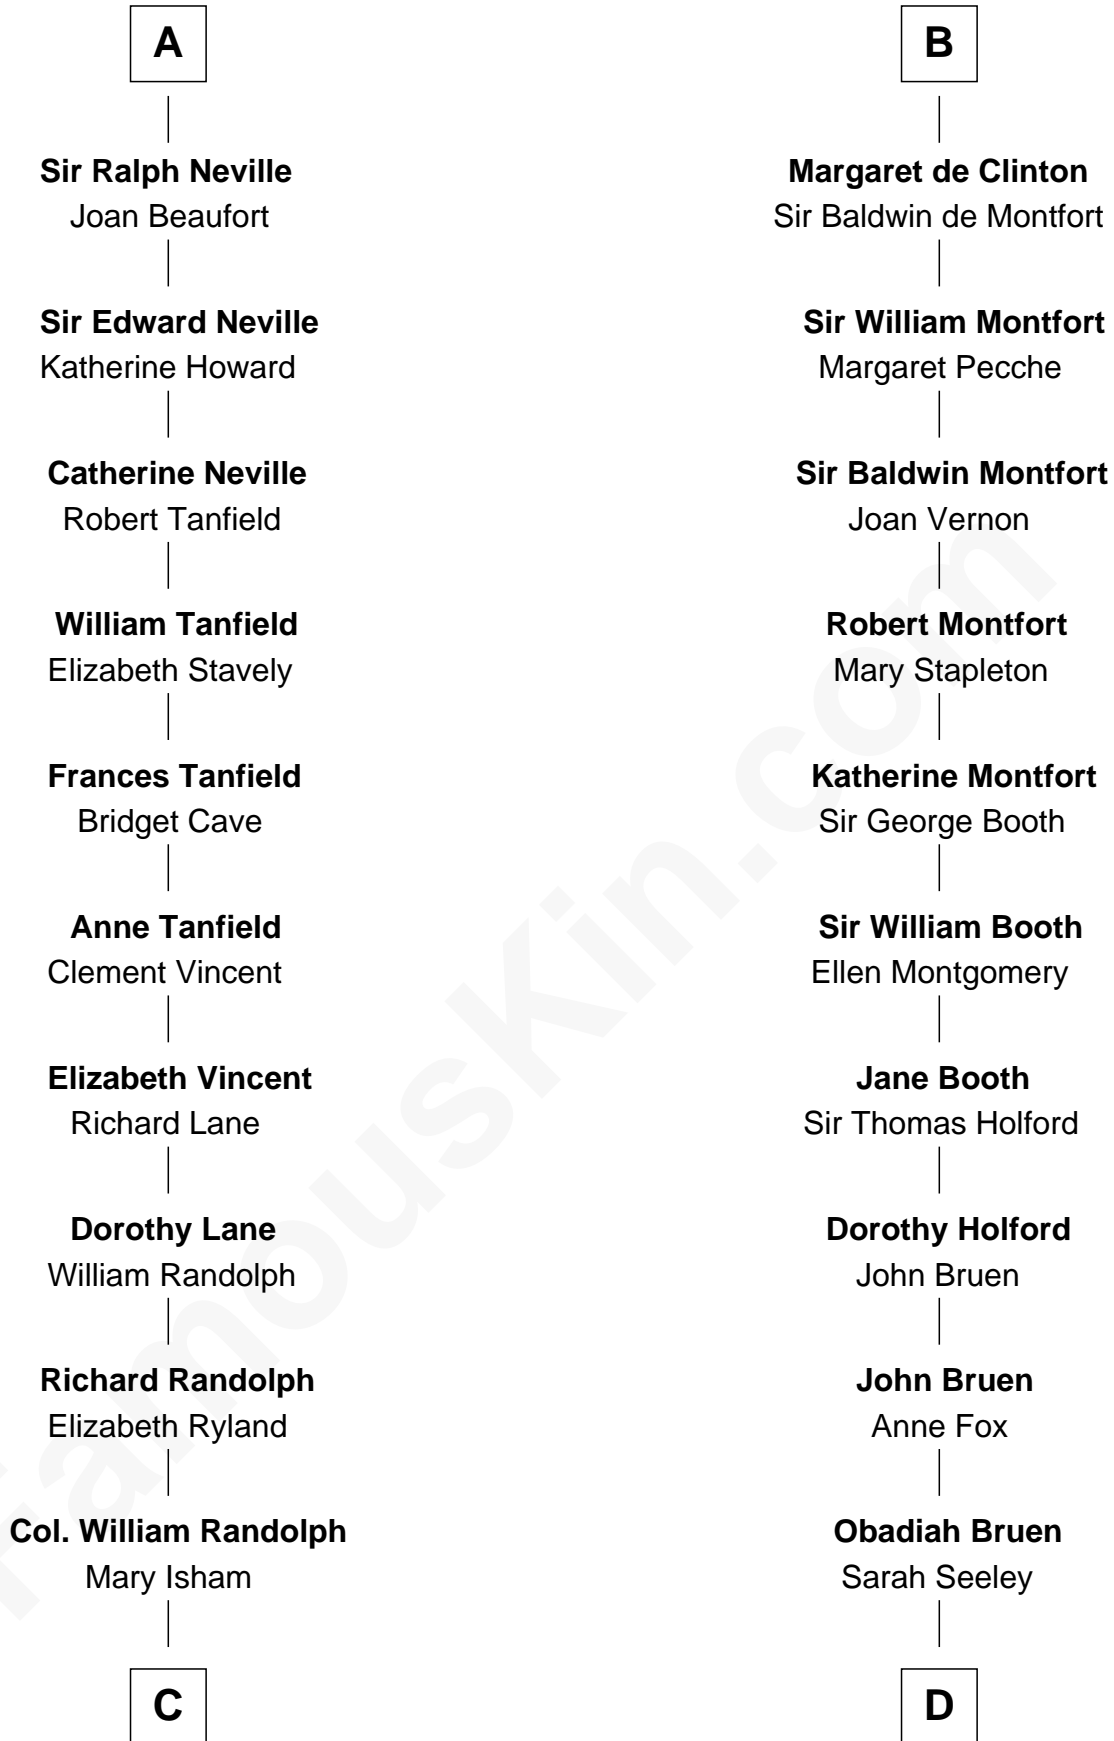 A
Sir Ralph Neville
Joan Beaufort
Sir Edward Neville
Katherine Howard
Catherine Neville
Robert Tanfield
William Tanfield
Elizabeth Stavely
Frances Tanfield
Bridget Cave
Anne Tanfield
Clement Vincent
Elizabeth Vincent
Richard Lane
Dorothy Lane
William Randolph
Richard Randolph
Elizabeth Ryland
Col. William Randolph
Mary Isham
C
B
Margaret de Clinton
Sir Baldwin de Montfort
Sir William Montfort
Margaret Pecche
Sir Baldwin Montfort
Joan Vernon
Robert Montfort
Mary Stapleton
Katherine Montfort
Sir George Booth
Sir William Booth
Ellen Montgomery
Jane Booth
Sir Thomas Holford
Dorothy Holford
John Bruen
John Bruen
Anne Fox
Obadiah Bruen
Sarah Seeley
D
FamousKin.com